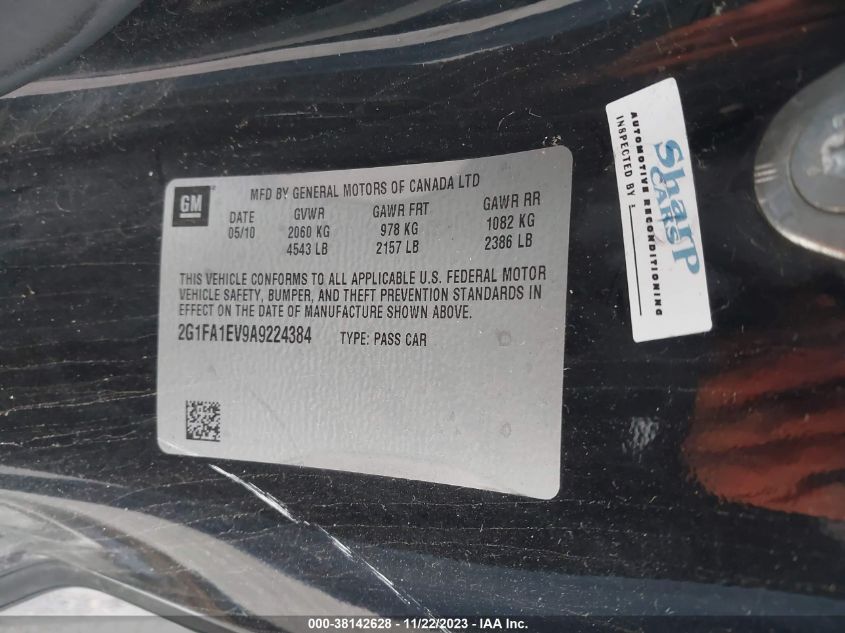 GM
MFD BY GENERAL MOTORS OF CANADA LTD
DATE GVWR GAWR FRT GAWR RR
05/10 2060 KG 978 KG 1082 KG
4543 LB 2157 LB 2386 LB
THIS VEHICLE CONFORMS TO ALL APPLICABLE U.S. FEDERAL MOTOR
VEHICLE SAFETY, BUMPER, AND THEFT PREVENTION STANDARDS IN
EFFECT ON THE DATE OF MANUFACTURE SHOWN ABOVE.
2G1FA1EV9A9224384 TYPE: PASS CAR
Sharp
CARS
AUTOMOTIVE RECONDITIONING
INSPECTED BY
000-38142628 - 11/22/2023 - IAA Inc.